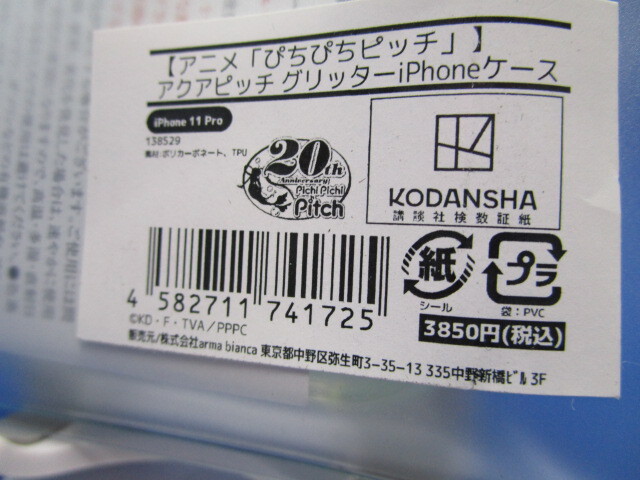 【アニメ「ぴちぴちピッチ」】
アクアピッチ グリッターiPhoneケース
iPhone 11 Pro
138529
素材:ポリカーボネート、TPU
20th
Anniversary
Pichi Pichi
Pitch
KODANSHA
講談社検数証紙
紙
シール
プラ
袋:PVC
4 582711 741725
3850円(税込)
©KD・F・TVA/PPPC
販売元/株式会社arma bianca 東京都中野区弥生町3-35-13 335中野新橋ﾋﾞﾙ 3F